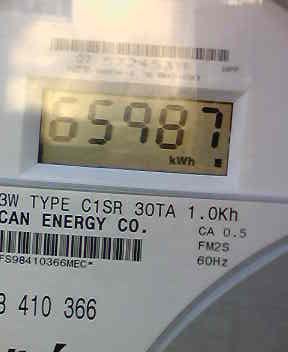 65987
kWh
3W TYPE C1SR 30TA 1.0Kh
CAN ENERGY CO.
CA 0.5
FM2S
FS98410366MEC*
60Hz
3 410 366